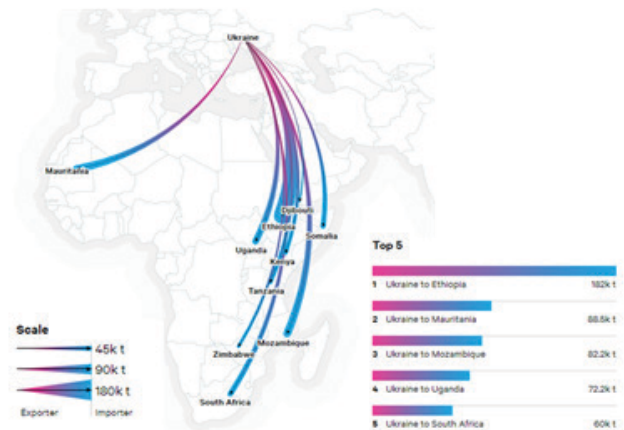 Ukraine
Mauritania
Djibouti
Ethiopia
Somalia
Uganda
Kenya
Tanzania
Mozambique
Zimbabwe
South Africa
Scale
45k t
90k t
180k t
Exporter Importer
Top 5
1 Ukraine to Ethiopia 182k t
2 Ukraine to Mauritania 88.5k t
3 Ukraine to Mozambique 82.2k t
4 Ukraine to Uganda 72.2k t
5 Ukraine to South Africa 60k t